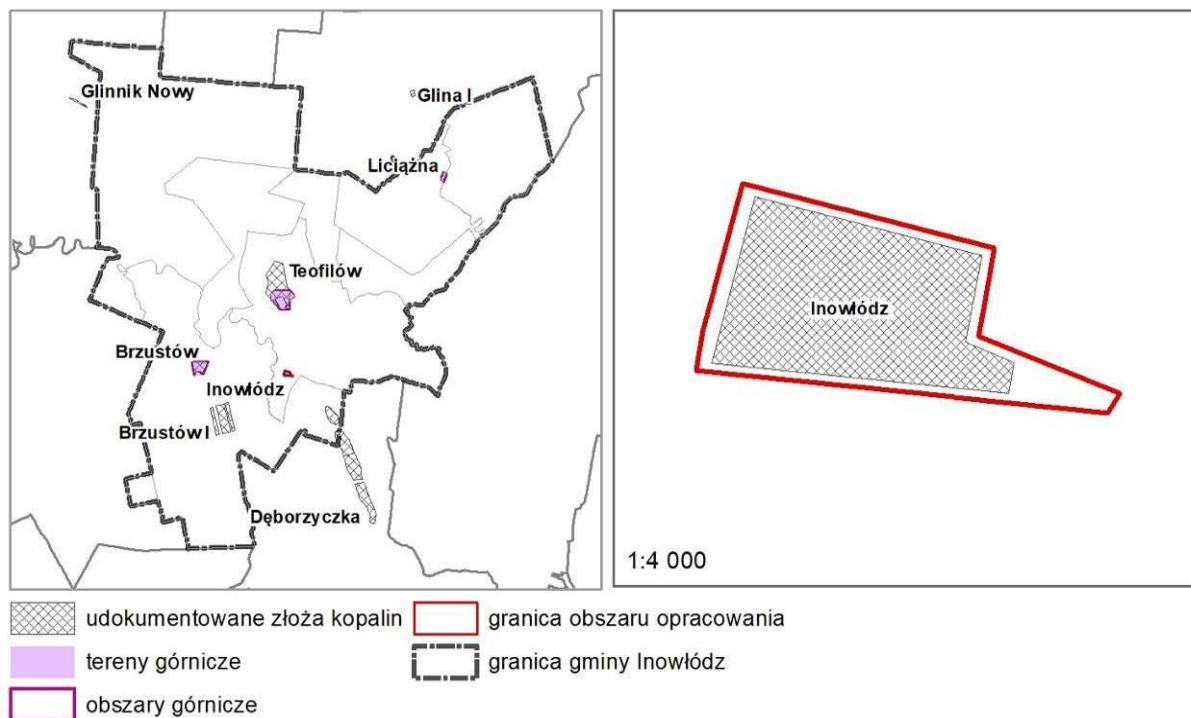 Glinnik Nowy
Glina I
Liciążna
Teofilów
Brzustów
Inowłódz
Brzustów I
Dęborzyczka
Inowłódz
1:4 000
udokumentowane złoża kopalin
granica obszaru opracowania
tereny górnicze
granica gminy Inowłódz
obszary górnicze